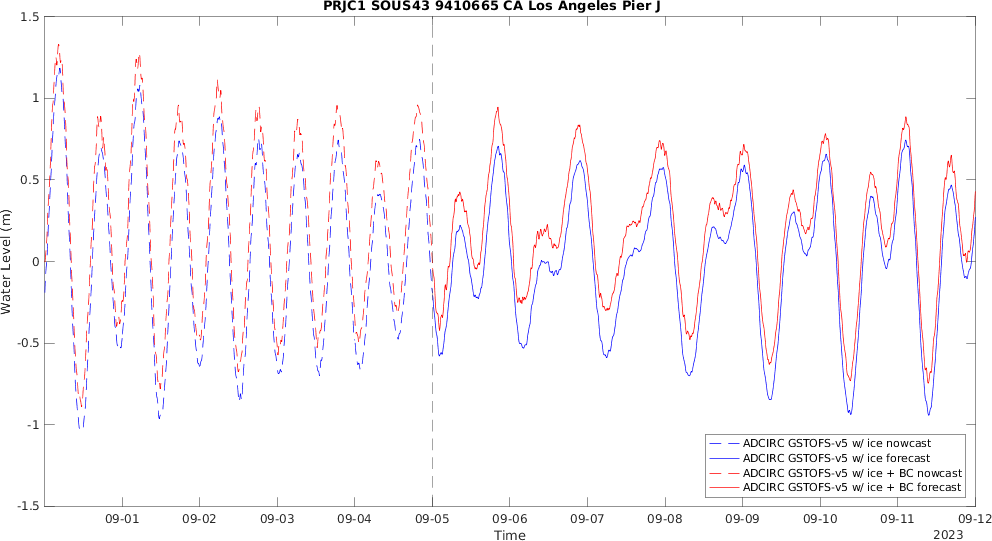 PRJC1 SOUS43 9410665 CA Los Angeles Pier J
1.5
1
0.5
0
-0.5
-1
-1.5
Water Level (m)
ADCIRC GSTOFS-v5 w/ ice nowcast
ADCIRC GSTOFS-v5 w/ ice forecast
ADCIRC GSTOFS-v5 w/ ice + BC nowcast
ADCIRC GSTOFS-v5 w/ ice + BC forecast
09-01 09-02 09-03 09-04 09-05 09-06 09-07 09-08 09-09 09-10 09-11 09-12
Time
2023